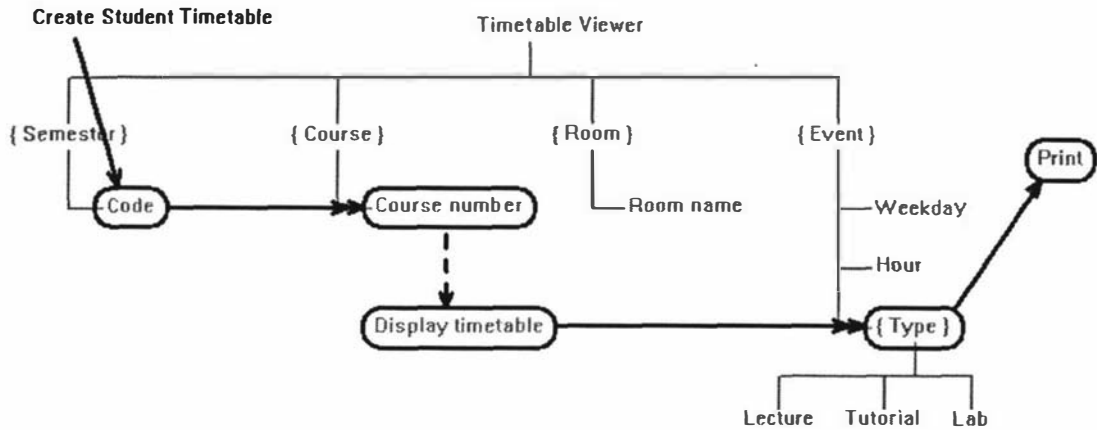 Create Student Timetable
Timetable Viewer
{ Semester }
{ Course }
{ Room }
{ Event }
Print
Code
Course number
Room name
Weekday
Hour
Display timetable
{ Type }
Lecture
Tutorial
Lab